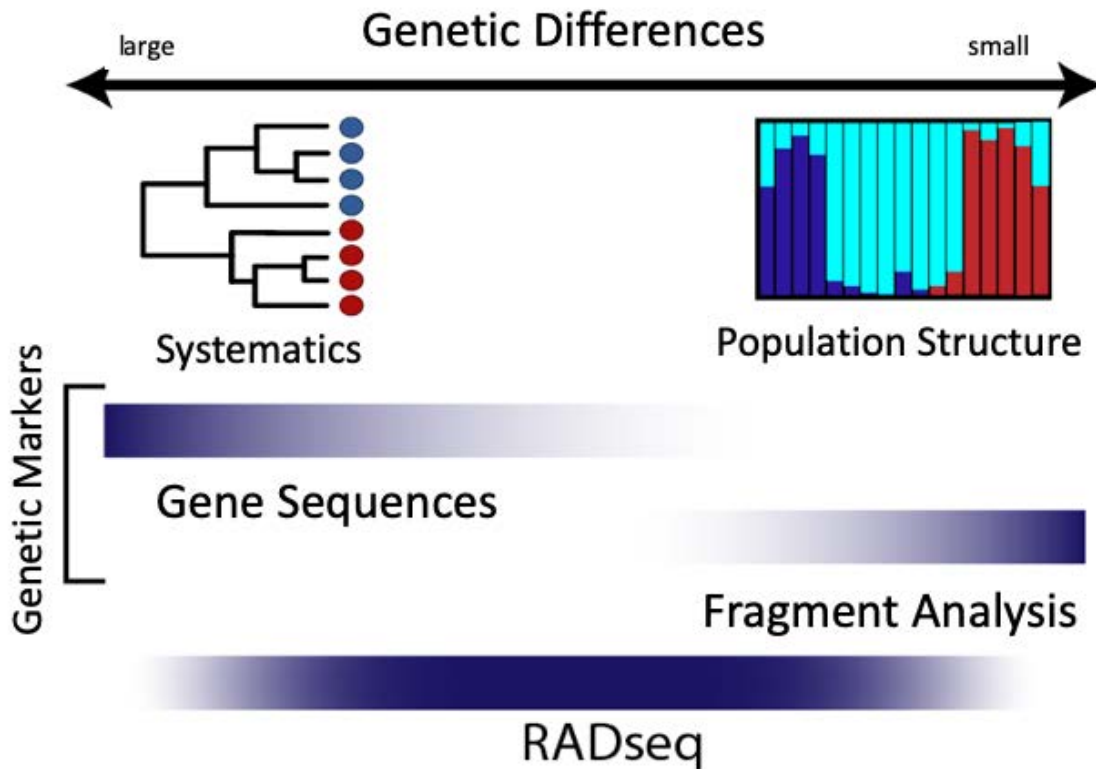 Genetic Differences
large
small
Systematics
Population Structure
Genetic Markers
Gene Sequences
Fragment Analysis
RADseq